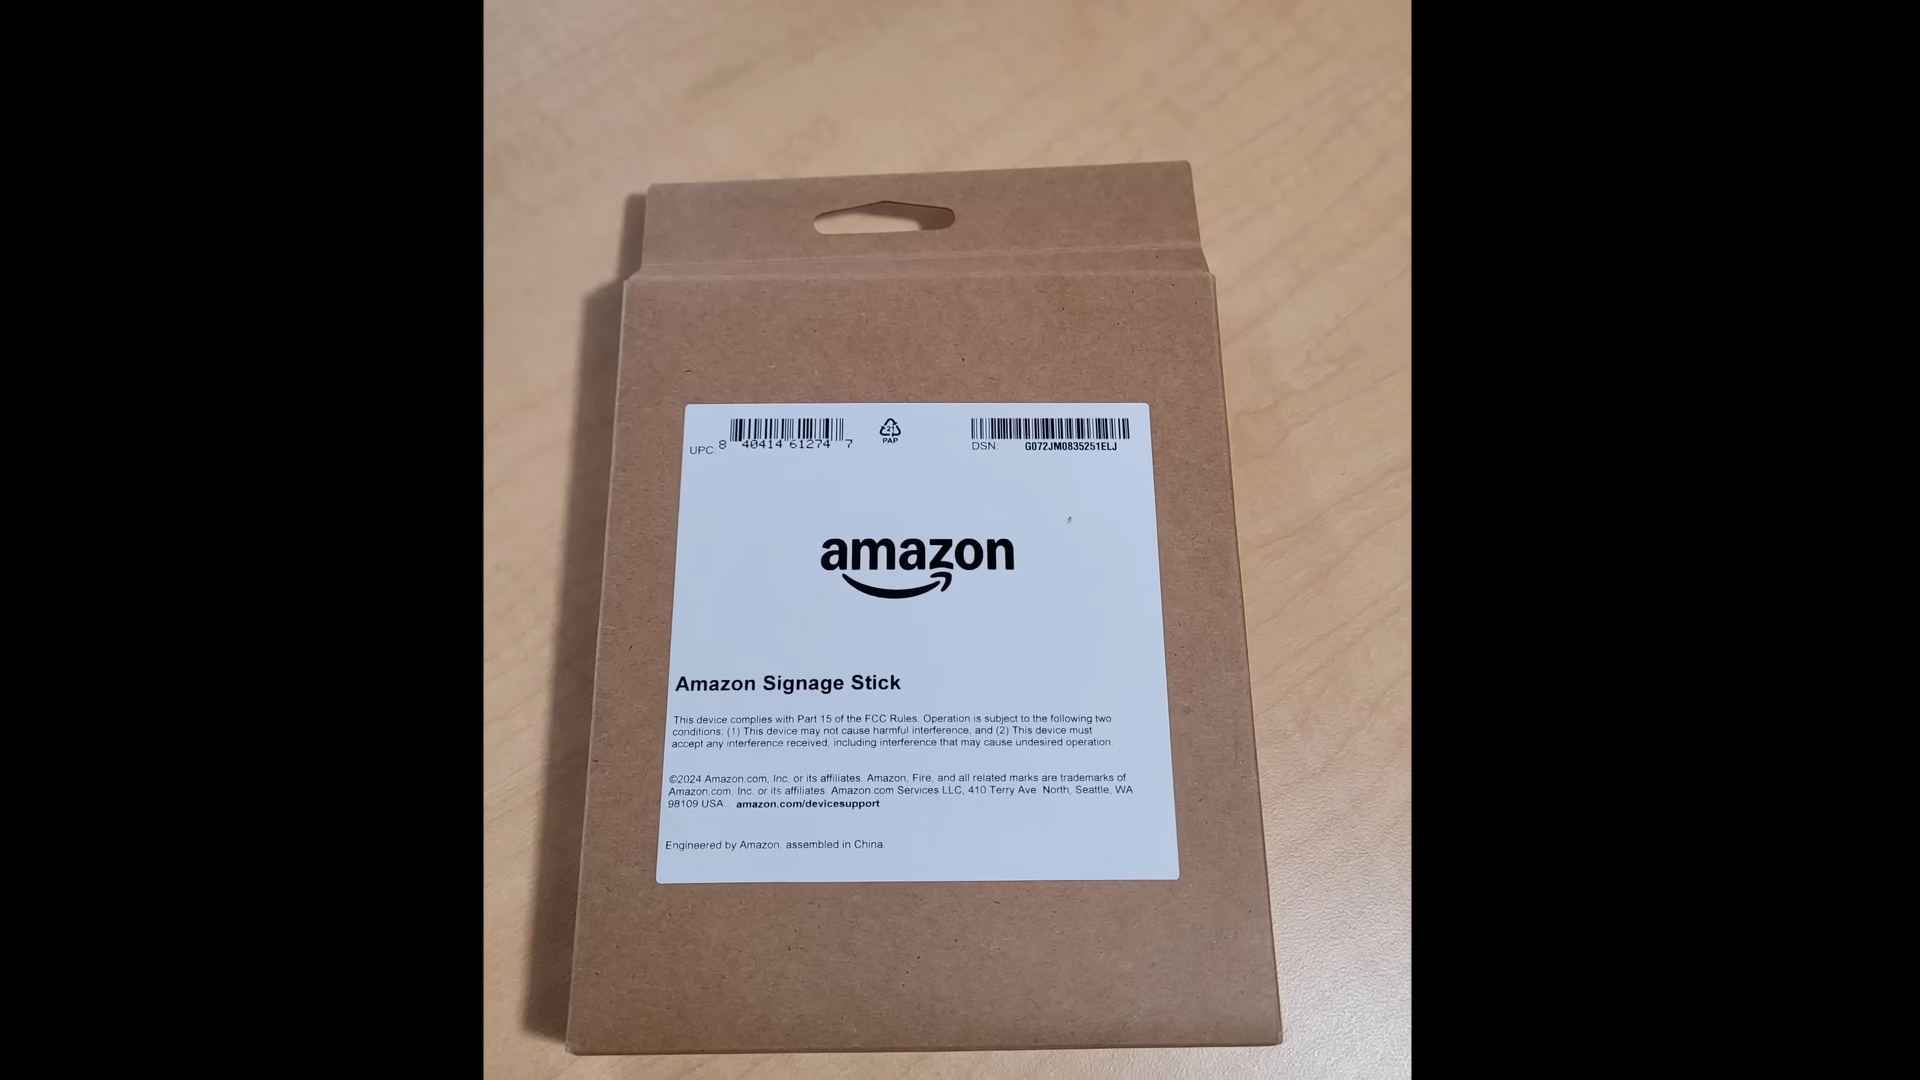 UPC: 8 40414 61274 7
21
PAP
DSN: G072JM0835251ELJ
amazon
Amazon Signage Stick
This device complies with Part 15 of the FCC Rules. Operation is subject to the following two
conditions: (1) This device may not cause harmful interference, and (2) This device must
accept any interference received, including interference that may cause undesired operation.
©2024 Amazon.com, Inc. or its affiliates. Amazon, Fire, and all related marks are trademarks of
Amazon.com, Inc. or its affiliates. Amazon.com Services LLC, 410 Terry Ave. North, Seattle, WA
98109 USA amazon.com/devicesupport
Engineered by Amazon, assembled in China.